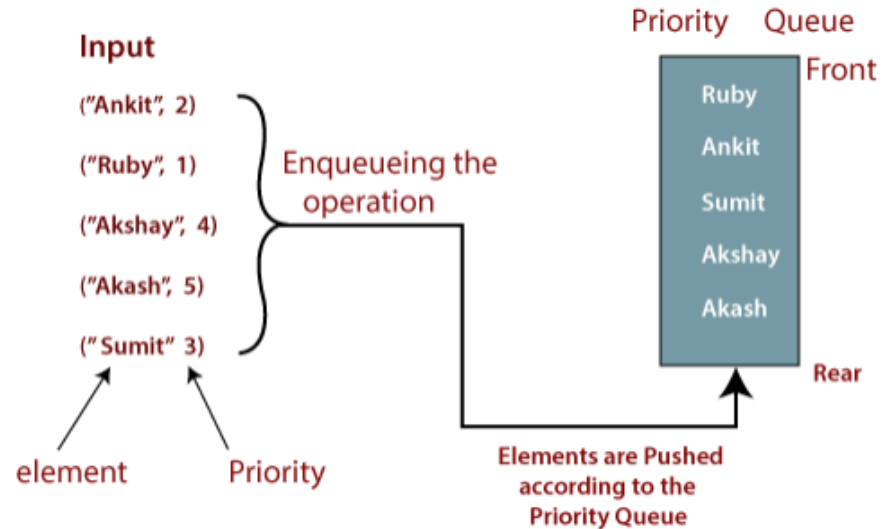 Input
("Ankit", 2)
("Ruby", 1)
("Akshay", 4)
("Akash", 5)
("Sumit" 3)
element
Priority
Enqueueing the
operation
Priority Queue
Front
Ruby
Ankit
Sumit
Akshay
Akash
Rear
Elements are Pushed
according to the
Priority Queue